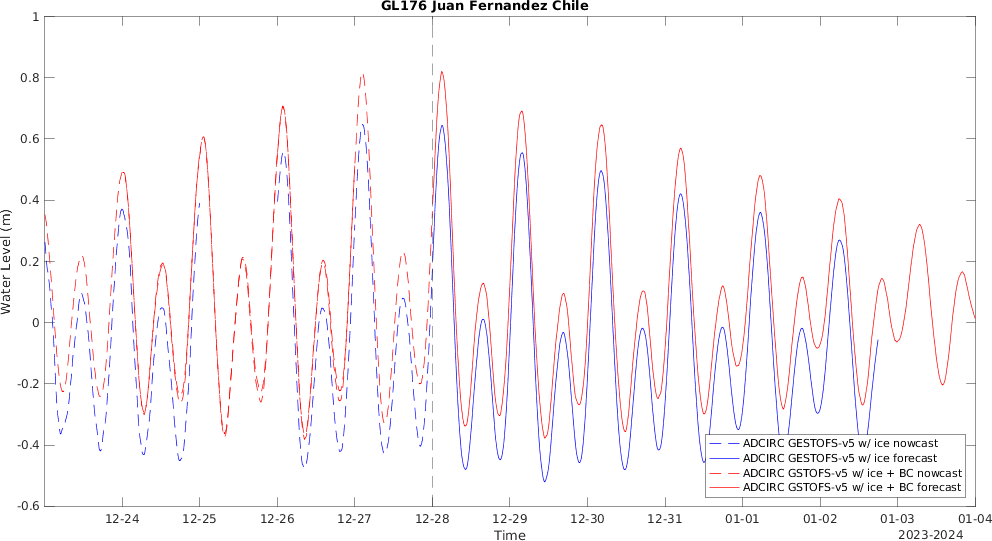 GL176 Juan Fernandez Chile
1
0.8
0.6
0.4
0.2
0
-0.2
-0.4
-0.6
Water Level (m)
12-24 12-25 12-26 12-27 12-28 12-29 12-30 12-31 01-01 01-02 01-03 01-04
Time
2023-2024
ADCIRC GESTOFS-v5 w/ ice nowcast
ADCIRC GESTOFS-v5 w/ ice forecast
ADCIRC GSTOFS-v5 w/ ice + BC nowcast
ADCIRC GSTOFS-v5 w/ ice + BC forecast